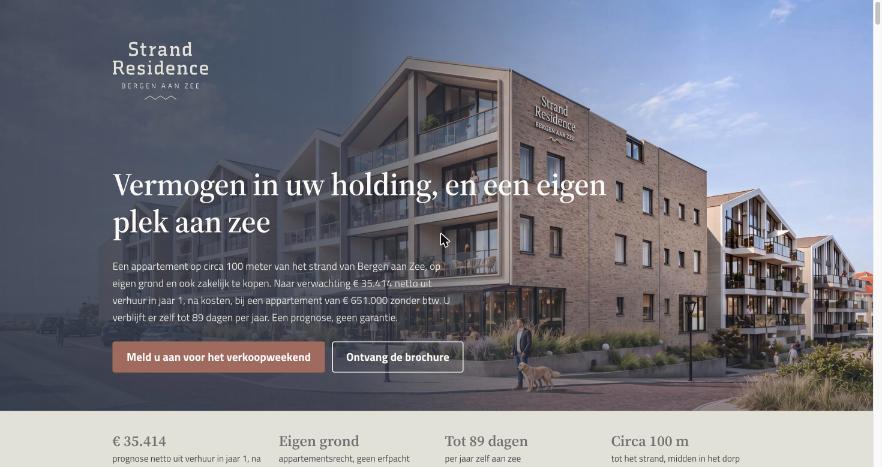 Strand
Residence
BERGEN AAN ZEE
Strand
Residence
BERGEN AAN ZEE
Vermogen in uw holding, en een eigen
plek aan zee
Een appartement op circa 100 meter van het strand van Bergen aan Zee, op
eigen grond en ook zakelijk te kopen. Naar verwachting € 35.414 netto uit
verhuur in jaar 1, na kosten, bij een appartement van € 651.000 zonder btw. U
verblijft er zelf tot 89 dagen per jaar. Een prognose, geen garantie.
Meld u aan voor het verkoopweekend
Ontvang de brochure
€ 35.414
Eigen grond
Tot 89 dagen
Circa 100 m
prognose netto uit verhuur in jaar 1, na
appartementsrecht, geen erfpacht
per jaar zelf aan zee
tot het strand, midden in het dorp